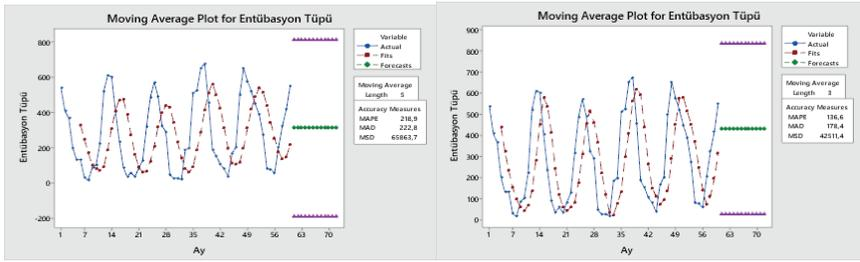 Moving Average Plot for Entübasyon Tüpü
Entübasyon Tüpü
800
600
400
200
0
-200
1 7 14 21 28 35 42 49 56 63 70
Ay
Variable
Actual
Fits
Forecasts
Moving Average
Length 5
Accuracy Measures
MAPE 218,9
MAD 222,8
MSD 65863,7
Moving Average Plot for Entübasyon Tüpü
Entübasyon Tüpü
900
800
700
600
500
400
300
200
100
0
1 7 14 21 28 35 42 49 56 63 70
Ay
Variable
Actual
Fits
Forecasts
Moving Average
Length 3
Accuracy Measures
MAPE 136,6
MAD 178,4
MSD 42511,4